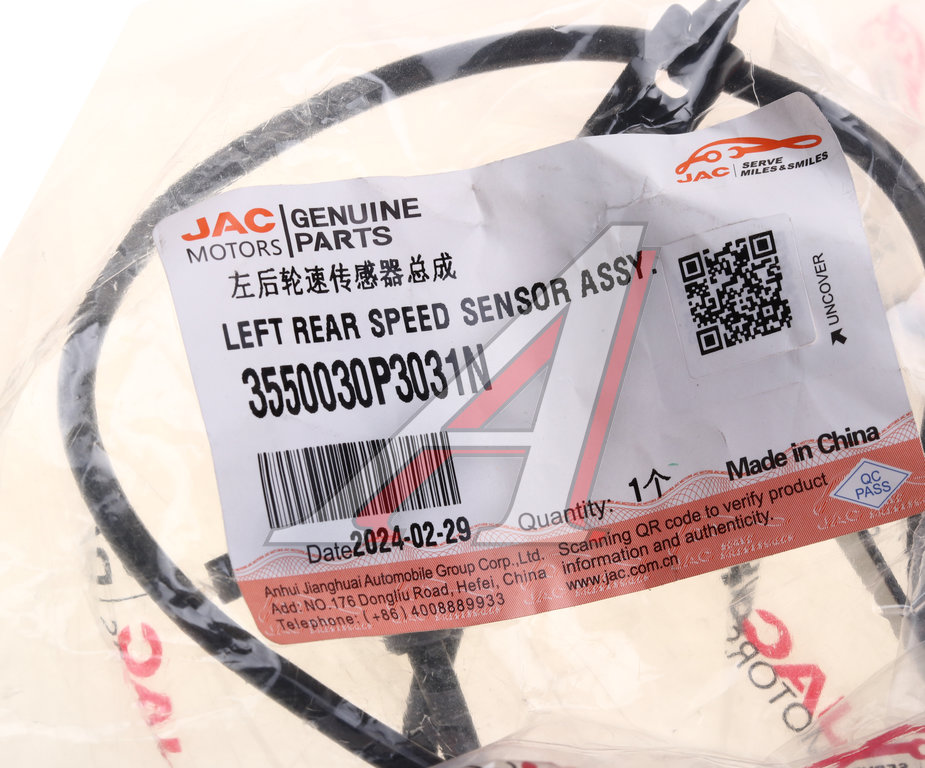 JAC
MOTORS
GENUINE
PARTS
JAC
SERVE
MILES&SMILES
左后轮速传感器总成
LEFT REAR SPEED SENSOR ASSY.
3550030P3031N
UNCOVER
Date2024-02-29
Quantity: 1个
Made in China
QC
PASS
Anhui Jianghuai Automobile Group Corp.,Ltd.
Add: NO.176 Dongliu Road, Hefei, China
Telephone:(+86)4008889933
Scanning QR code to verify product
information and authenticity.
www.jac.com.cn
JAC
JAC
MOTORS